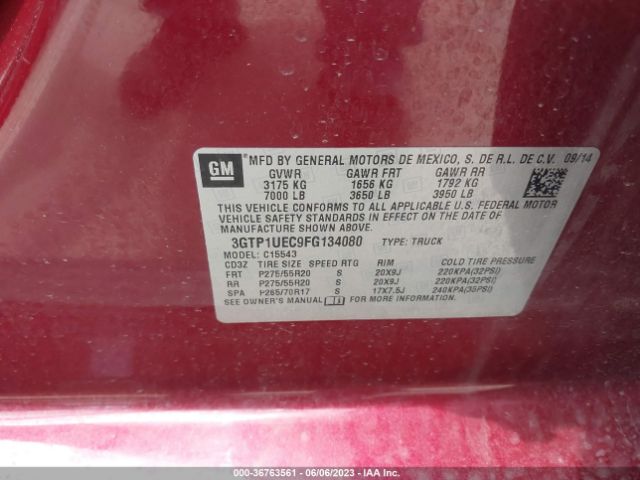 GM
MFD BY GENERAL MOTORS DE MEXICO, S. DE R.L. DE C.V. 09/14
GVWR GAWR FRT GAWR RR
3175 KG 1656 KG 1792 KG
7000 LB 3650 LB 3950 LB
THIS VEHICLE CONFORMS TO ALL APPLICABLE U.S. FEDERAL MOTOR
VEHICLE SAFETY STANDARDS IN EFFECT ON THE DATE OF
MANUFACTURE SHOWN ABOVE.
3GTP1UEC9FG134080 TYPE: TRUCK
MODEL: C15543
CD3Z TIRE SIZE SPEED RTG RIM COLD TIRE PRESSURE
FRT P275/55R20 S 20X9J 220KPA(32PSI)
RR P275/55R20 S 20X9J 220KPA(32PSI)
SPA P265/70R17 S 17X7.5J 240KPA(35PSI)
SEE OWNER'S MANUAL FOR MORE INFORMATION.
000-36763561 - 06/06/2023 - IAA Inc.